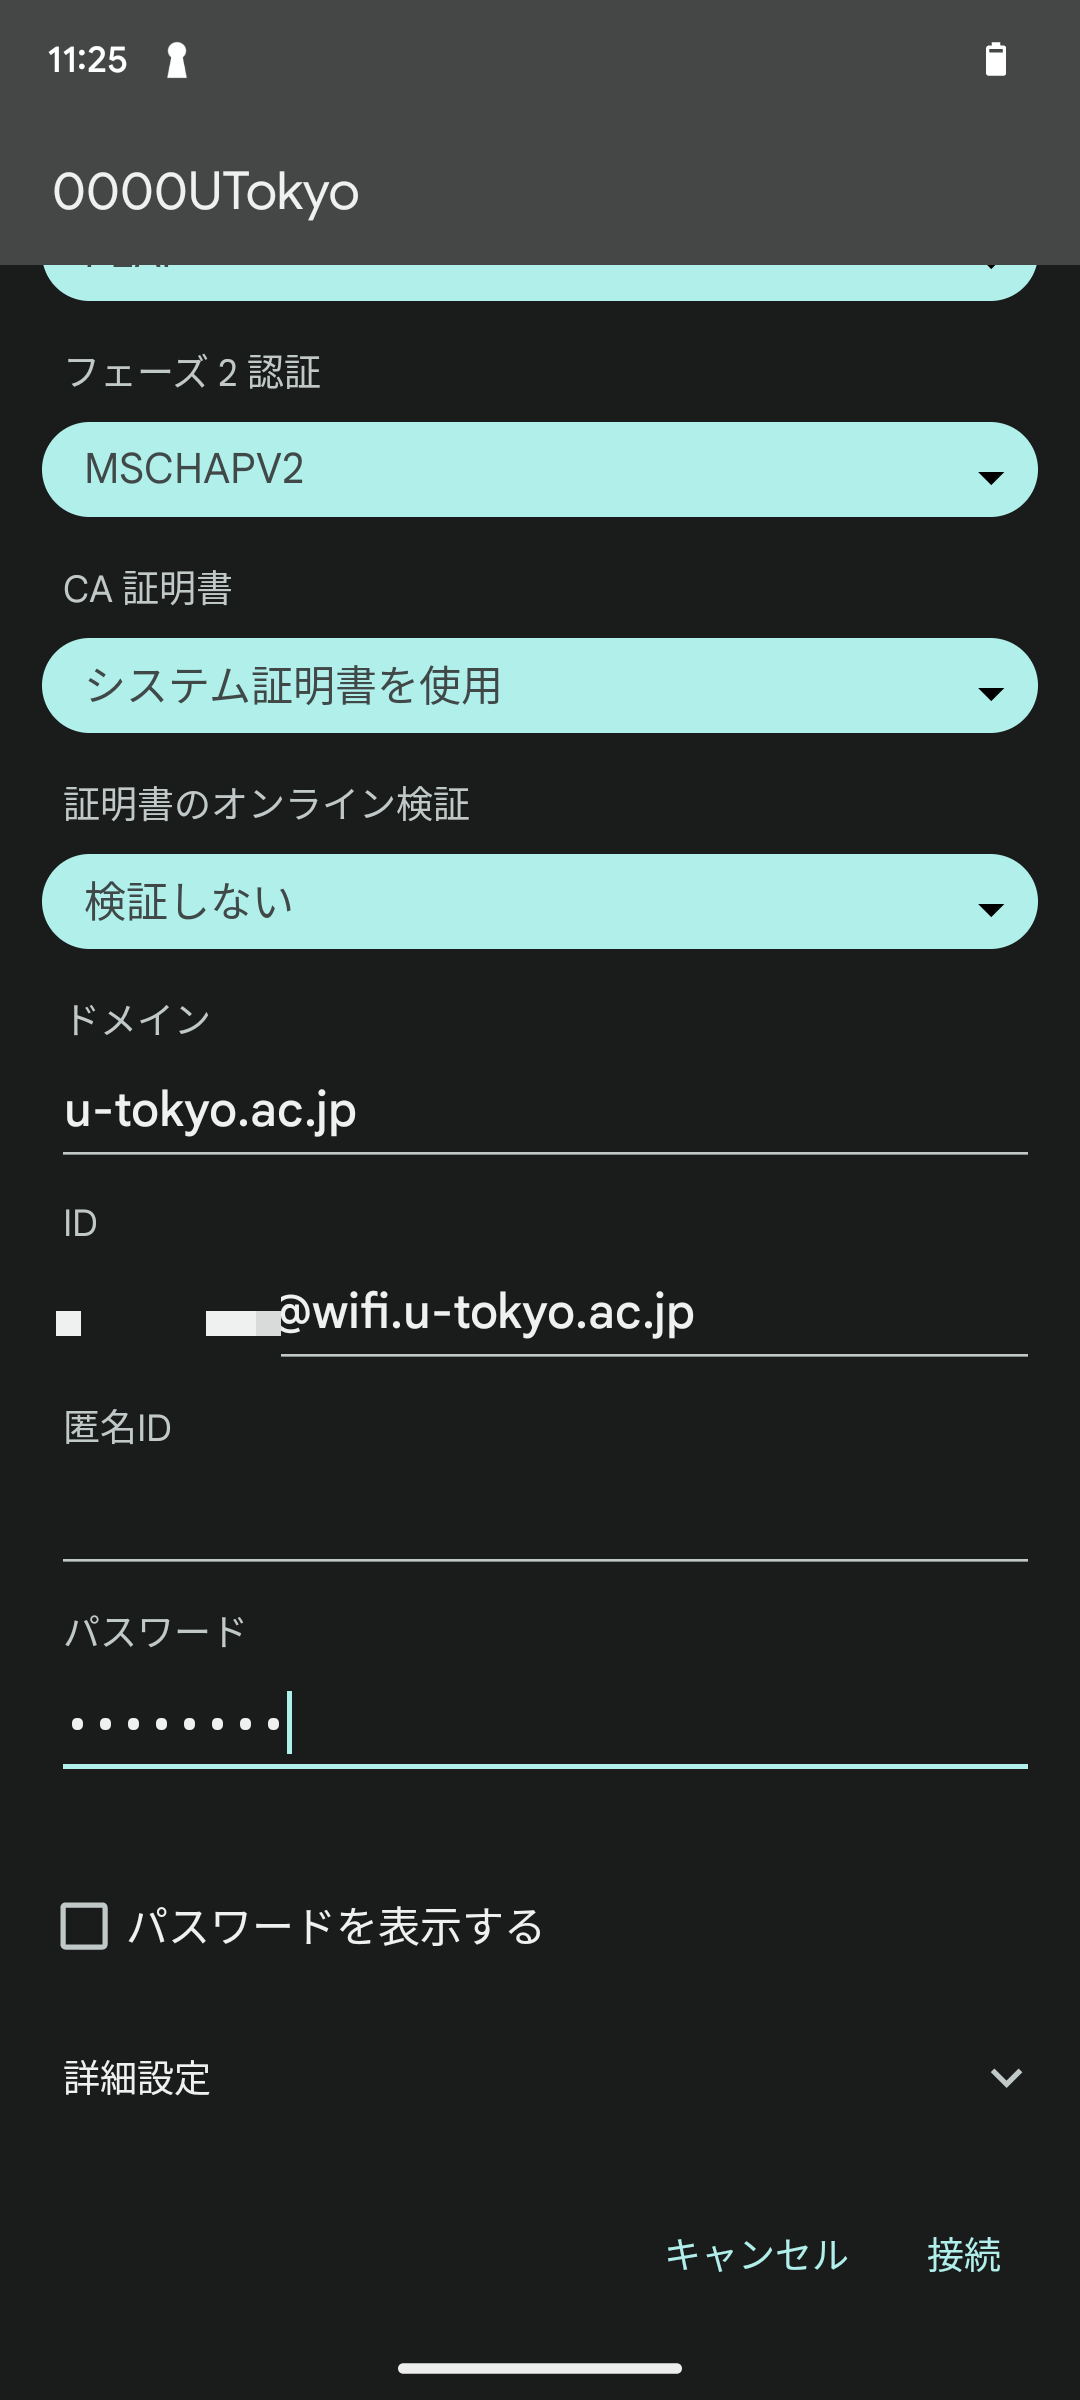 11:25
0000UTokyo
フェーズ 2 認証
MSCHAPV2
CA 証明書
システム証明書を使用
証明書のオンライン検証
検証しない
ドメイン
u-tokyo.ac.jp
ID
@wifi.u-tokyo.ac.jp
匿名ID
パスワード
••••••••
パスワードを表示する
詳細設定
キャンセル
接続